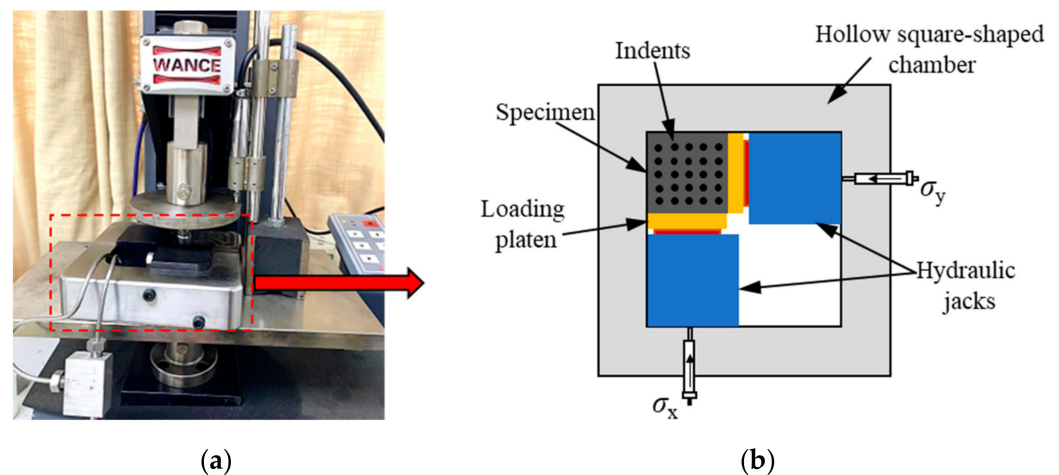 WANCE
Indents
Hollow square-shaped
chamber
Specimen
σy
Loading
platen
Hydraulic
jacks
σx
(a)
(b)